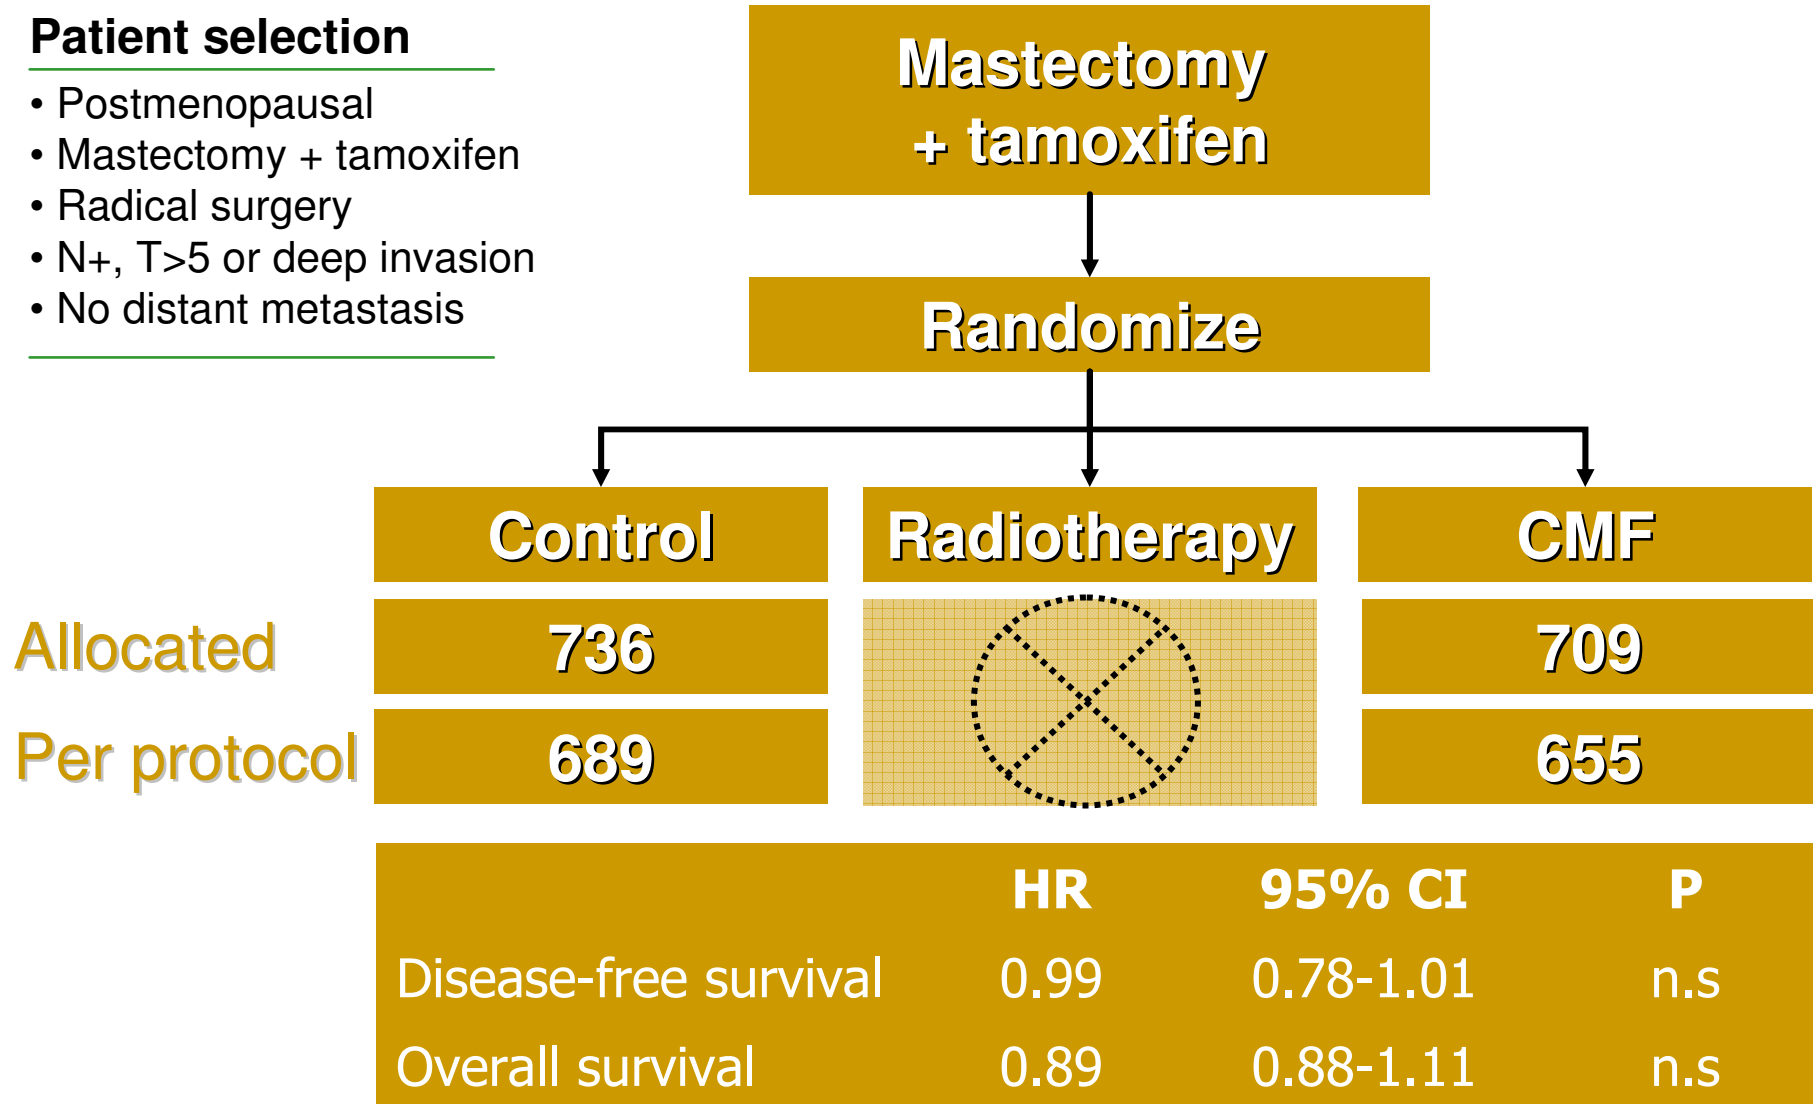 Patient selection
• Postmenopausal
• Mastectomy + tamoxifen
• Radical surgery
• N+, T>5 or deep invasion
• No distant metastasis
Mastectomy
+ tamoxifen
Randomize
Control Radiotherapy CMF
Allocated 736 709
Per protocol 689 655
HR 95% CI P
Disease-free survival 0.99 0.78-1.01 n.s
Overall survival 0.89 0.88-1.11 n.s